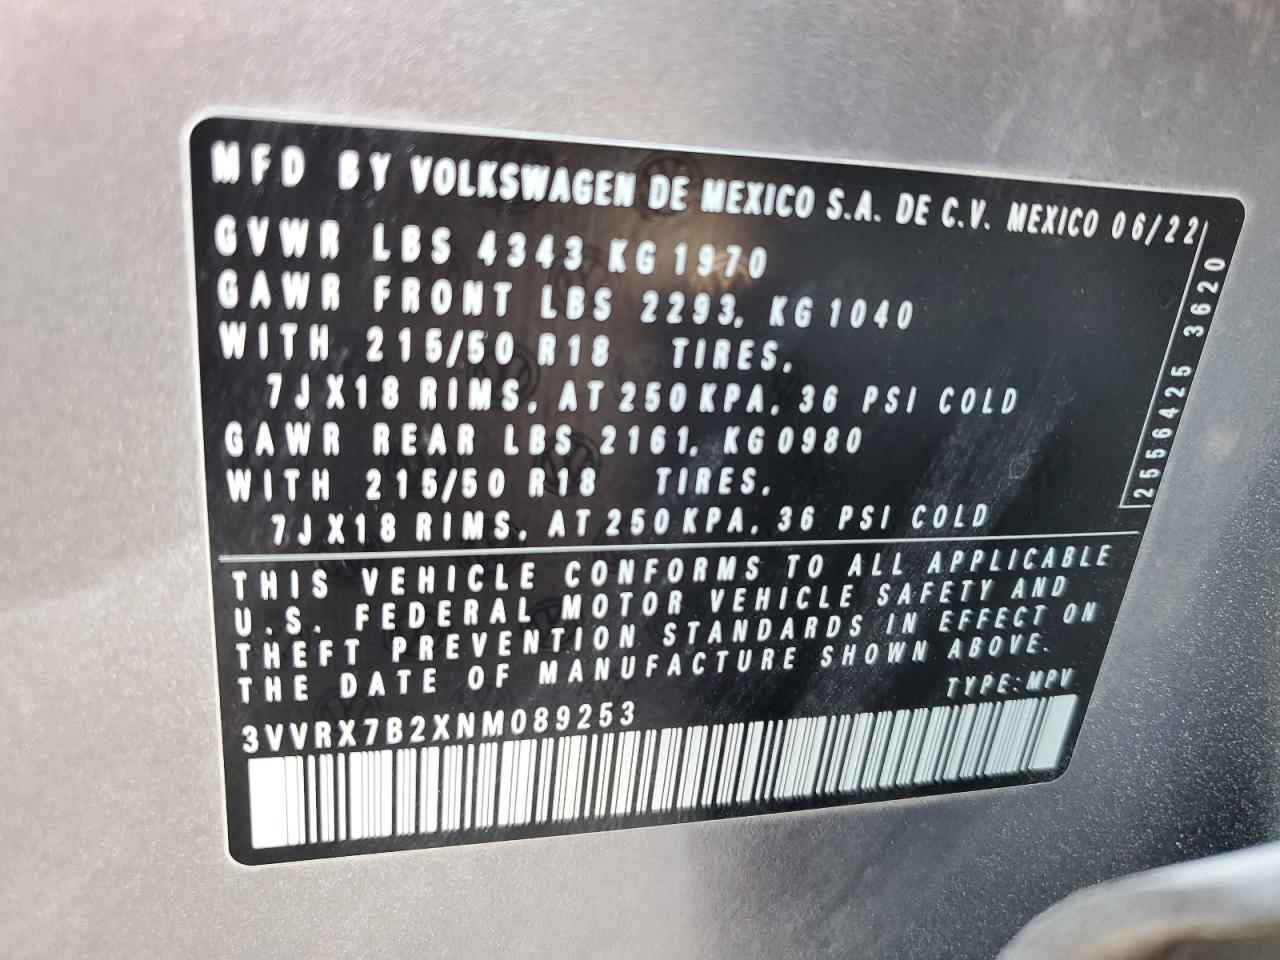 MFD BY VOLKSWAGEN DE MEXICO S.A. DE C.V. MEXICO 06/22
GVWR LBS 4343 KG 1970
GAWR FRONT LBS 2293, KG 1040
WITH 215/50 R18 TIRES,
7JX18 RIMS, AT 250 KPA, 36 PSI COLD
GAWR REAR LBS 2161, KG 0980
WITH 215/50 R18 TIRES,
7JX18 RIMS, AT 250 KPA, 36 PSI COLD
2556425 3620
THIS VEHICLE CONFORMS TO ALL APPLICABLE
U.S. FEDERAL MOTOR VEHICLE SAFETY AND
THEFT PREVENTION STANDARDS IN EFFECT ON
THE DATE OF MANUFACTURE SHOWN ABOVE.
TYPE: MPV
3VVRX7B2XNM089253